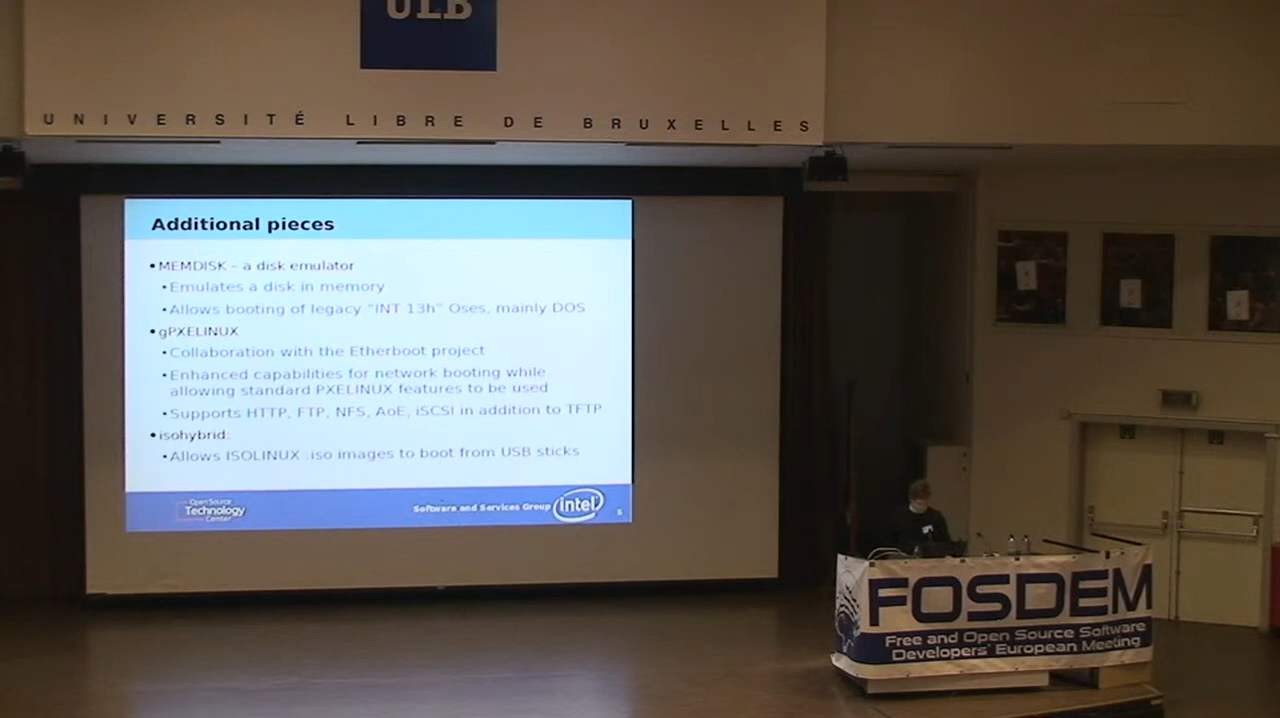 ULB
UNIVERSITÉ LIBRE DE BRUXELLES
Additional pieces
•MEMDISK – a disk emulator
•Emulates a disk in memory
•Allows booting of legacy “INT 13h” Oses, mainly DOS
•gPXELINUX
•Collaboration with the Etherboot project
•Enhanced capabilities for network booting while
allowing standard PXELINUX features to be used
•Supports HTTP, FTP, NFS, AoE, iSCSI in addition to TFTP
•isohybrid:
•Allows ISOLINUX .iso images to boot from USB sticks
Open Source
Technology
Center
Software and Services Group
intel
5
FOSDEM
Free and Open Source Software
Developers' European Meeting